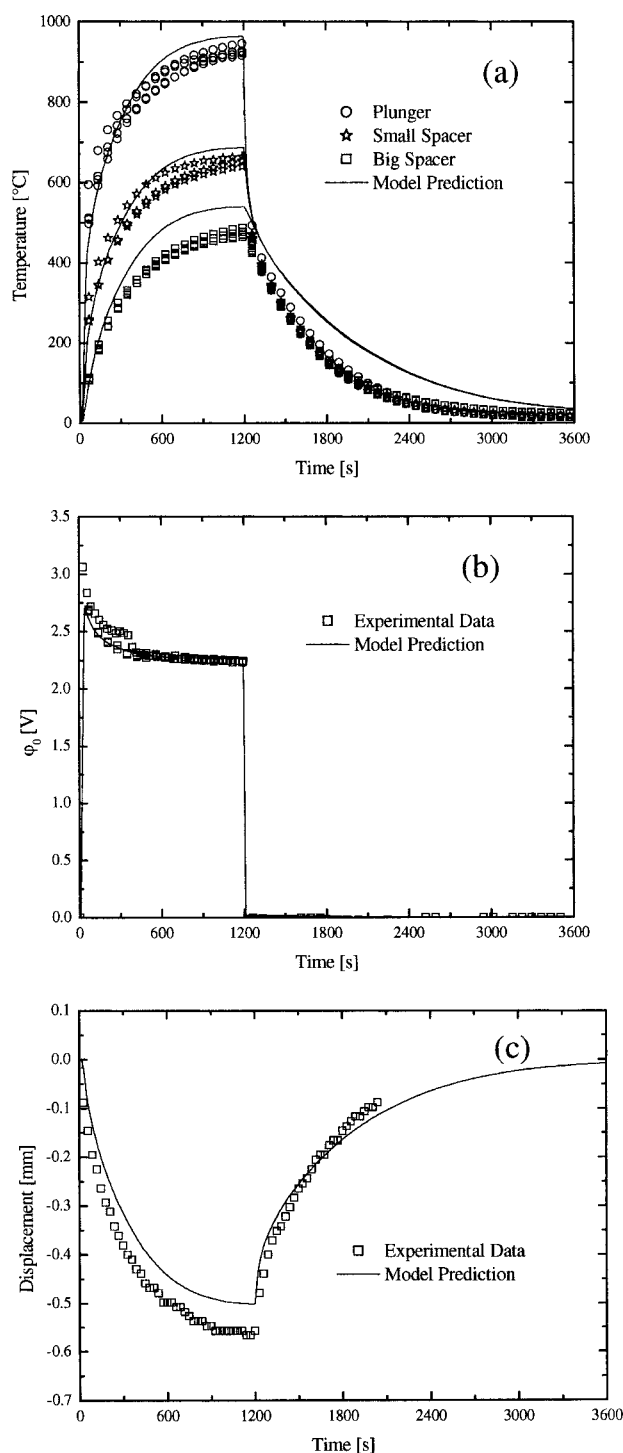 1000
(a)
800
Plunger
Small Spacer
Big Spacer
Model Prediction
600
400
200
0
Temperature [°C]
0 600 1200 1800 2400 3000 3600
Time [s]
3.5
(b)
3.0
Experimental Data
Model Prediction
2.5
2.0
1.5
1.0
0.5
0.0
φ0 [V]
0 600 1200 1800 2400 3000 3600
Time [s]
0.1
(c)
0.0
-0.1
-0.2
-0.3
-0.4
Experimental Data
Model Prediction
-0.5
-0.6
-0.7
Displacement [mm]
0 600 1200 1800 2400 3000 3600
Time [s]